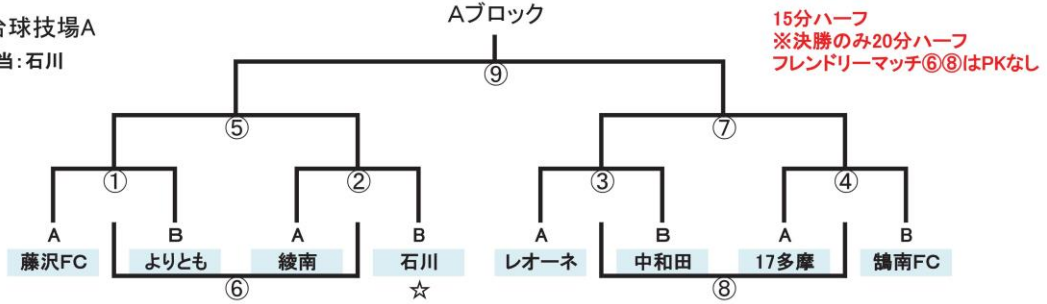 Aブロック
台球技場A
当:石川
15分ハーフ
※決勝のみ20分ハーフ
フレンドリーマッチ⑥⑧はPKなし
⑨
⑤ ⑦
① ② ③ ④
A B A B A B A B
藤沢FC よりとも 綾南 石川 レオーネ 中和田 17多摩 鵠南FC
⑥ ☆ ⑧